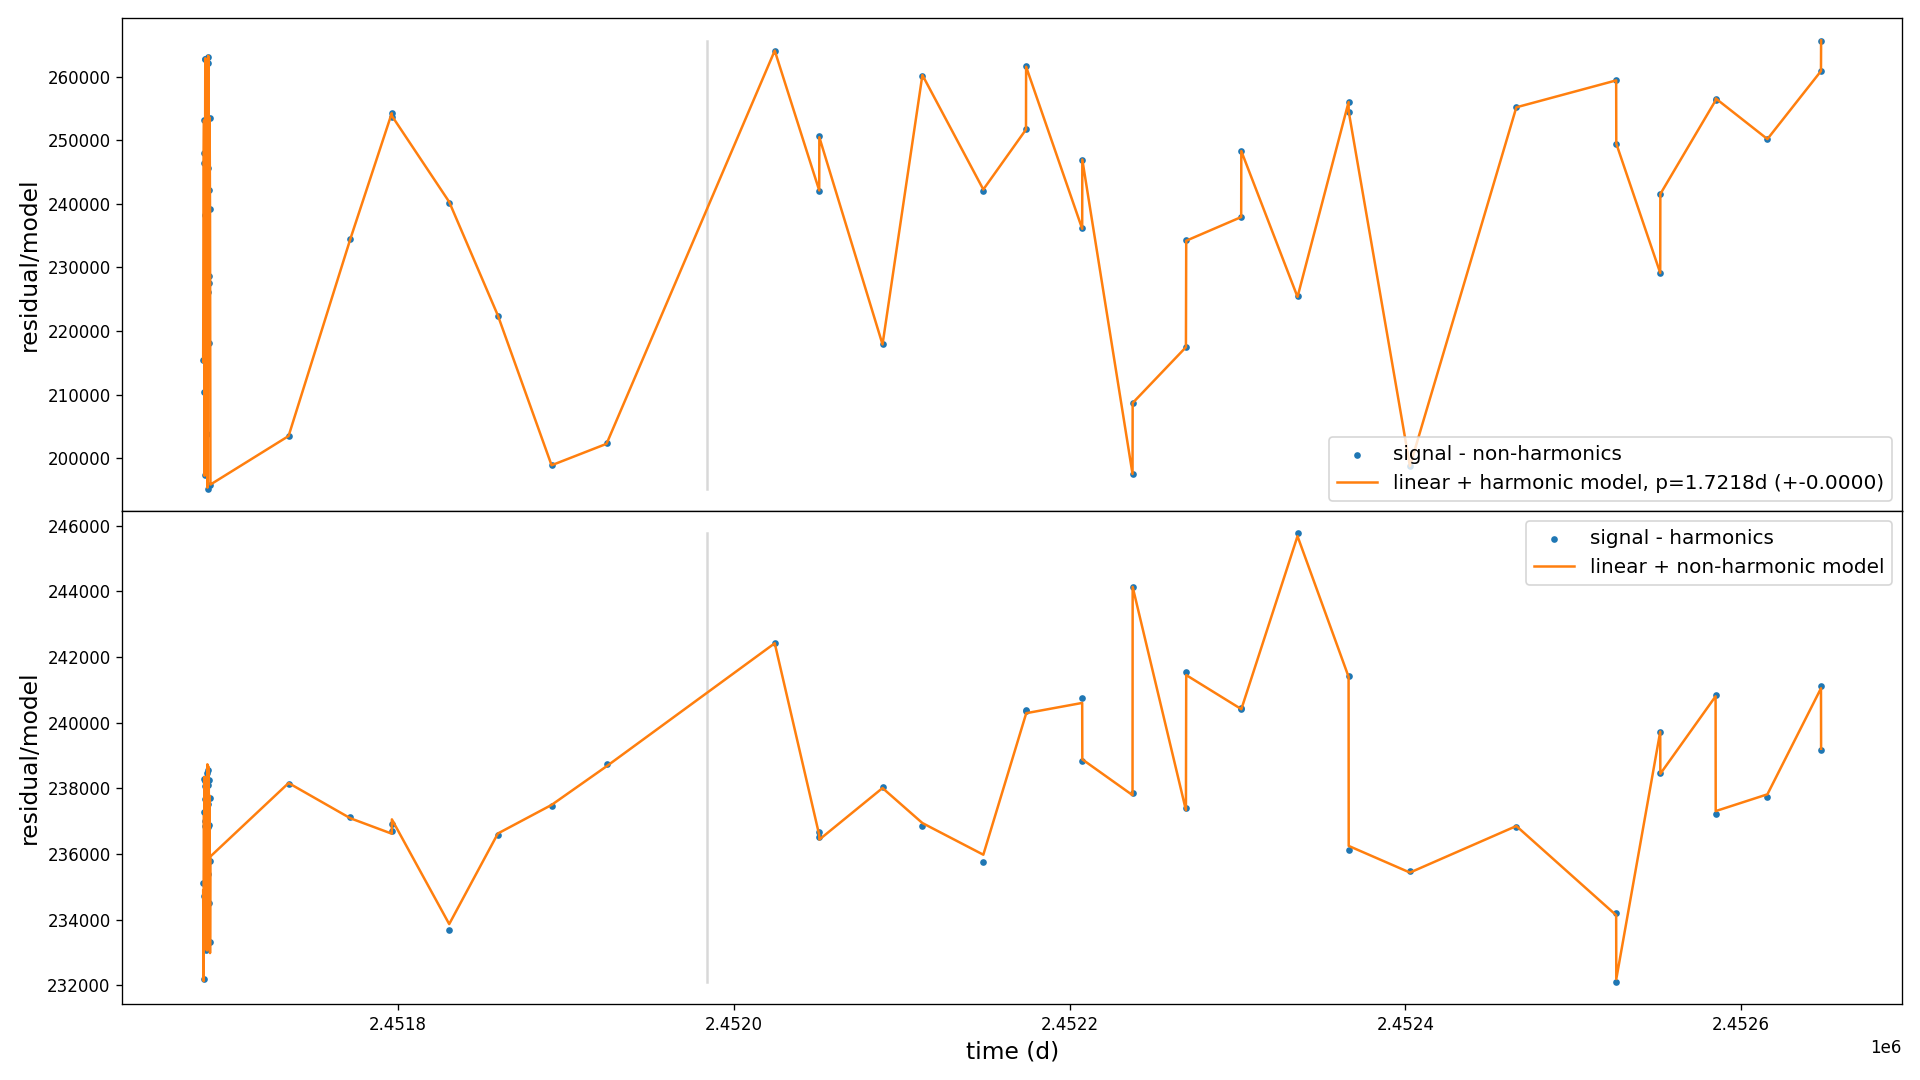 260000
250000
240000
230000
220000
210000
200000
residual/model
signal - non-harmonics
linear + harmonic model, p=1.7218d (+-0.0000)
246000
244000
242000
240000
238000
236000
234000
232000
residual/model
signal - harmonics
linear + non-harmonic model
2.4518
2.4520
2.4522
2.4524
2.4526
1e6
time (d)